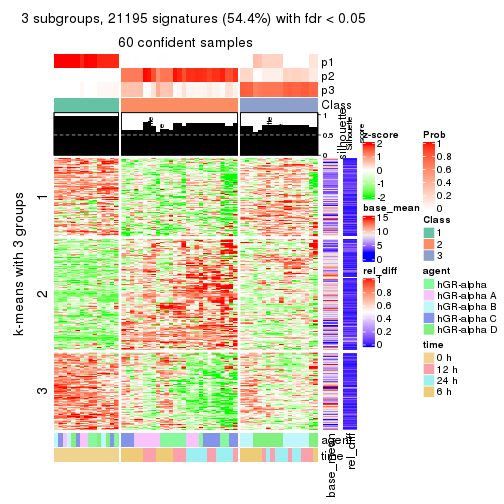 3 subgroups, 21195 signatures (54.4%) with fdr < 0.05
60 confident samples
p1
p2
p3
Class
1
0.5
0
silhouette
silhouette
score
k-means with 3 groups
1
2
3
agent
time
base_mean
rel_diff
z-score
2
1
0
-1
-2
base_mean
15
10
5
0
rel_diff
1
0.8
0.6
0.4
0.2
0
Prob
1
0.8
0.6
0.4
0.2
0
Class
1
2
3
agent
hGR-alpha
hGR-alpha A
hGR-alpha B
hGR-alpha C
hGR-alpha D
time
0 h
12 h
24 h
6 h